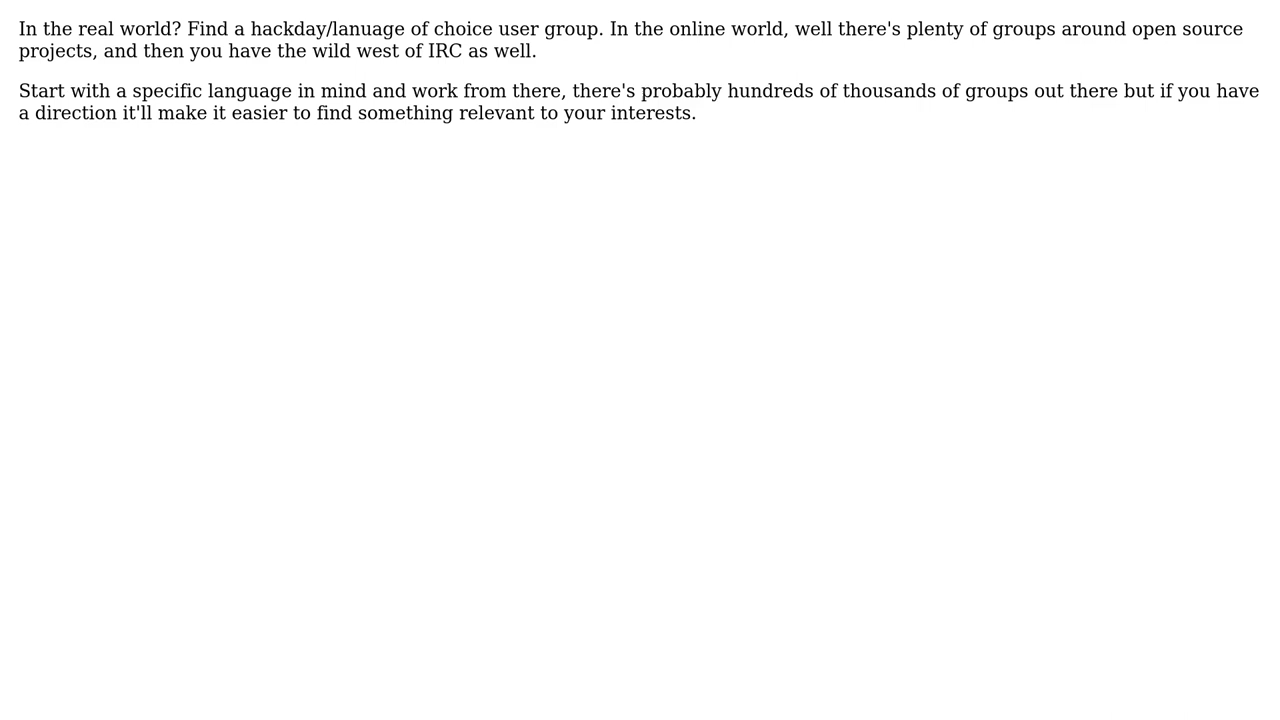 In the real world? Find a hackday/lanuage of choice user group. In the online world, well there's plenty of groups around open source
projects, and then you have the wild west of IRC as well.
Start with a specific language in mind and work from there, there's probably hundreds of thousands of groups out there but if you have
a direction it'll make it easier to find something relevant to your interests.